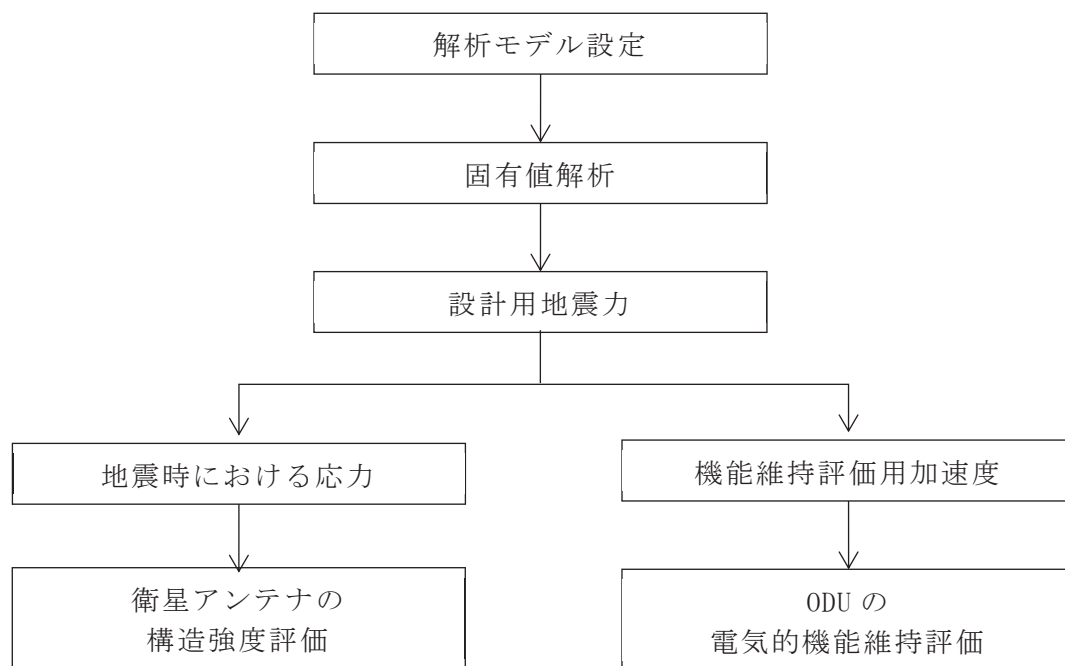 解析モデル設定
固有値解析
設計用地震力
地震時における応力
機能維持評価用加速度
衛星アンテナの
構造強度評価
ODU の
電気的機能維持評価